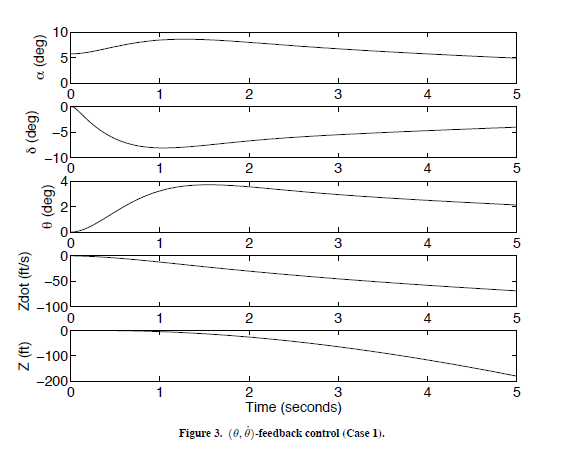 10
5
0
α (deg)
0 1 2 3 4 5
0
−5
−10
δ (deg)
0 1 2 3 4 5
4
2
0
θ (deg)
0 1 2 3 4 5
0
−50
−100
Zdot (ft/s)
0 1 2 3 4 5
0
−100
−200
Z (ft)
0 1 2 3 4 5
Time (seconds)
Figure 3. (θ, θ̇)-feedback control (Case 1).